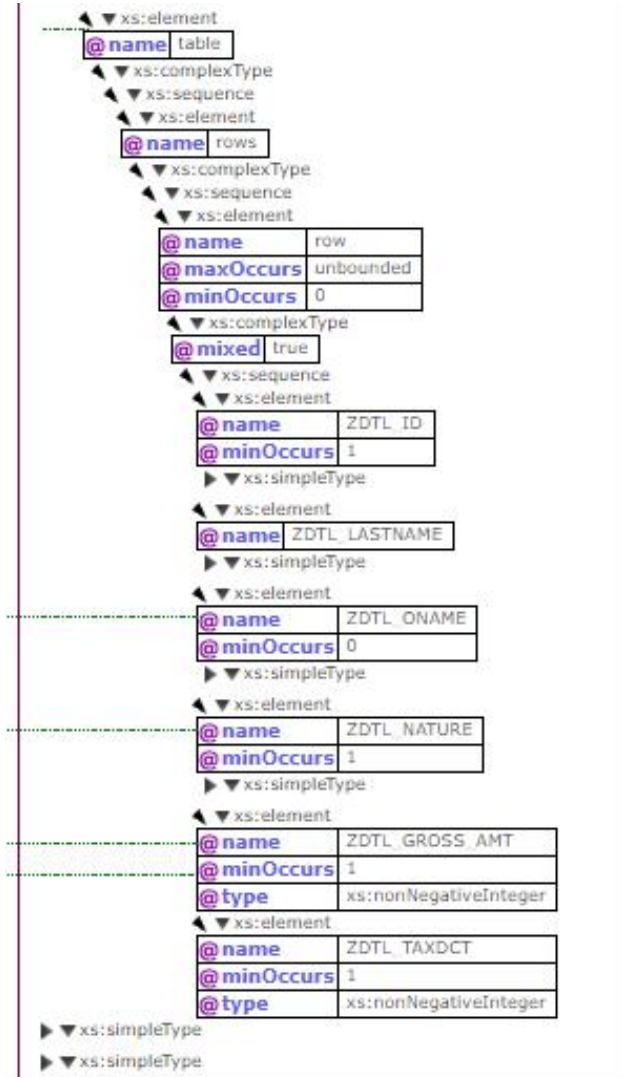 xs:element
@name table
xs:complexType
xs:sequence
xs:element
@name rows
xs:complexType
xs:sequence
xs:element
@name row
@maxOccurs unbounded
@minOccurs 0
xs:complexType
@mixed true
xs:sequence
xs:element
@name ZDTL_ID
@minOccurs 1
xs:simpleType
xs:element
@name ZDTL_LASTNAME
xs:simpleType
xs:element
@name ZDTL_ONAME
@minOccurs 0
xs:simpleType
xs:element
@name ZDTL_NATURE
@minOccurs 1
xs:simpleType
xs:element
@name ZDTL_GROSS_AMT
@minOccurs 1
@type xs:nonNegativeInteger
xs:element
@name ZDTL_TAXDCT
@minOccurs 1
@type xs:nonNegativeInteger
xs:simpleType
xs:simpleType